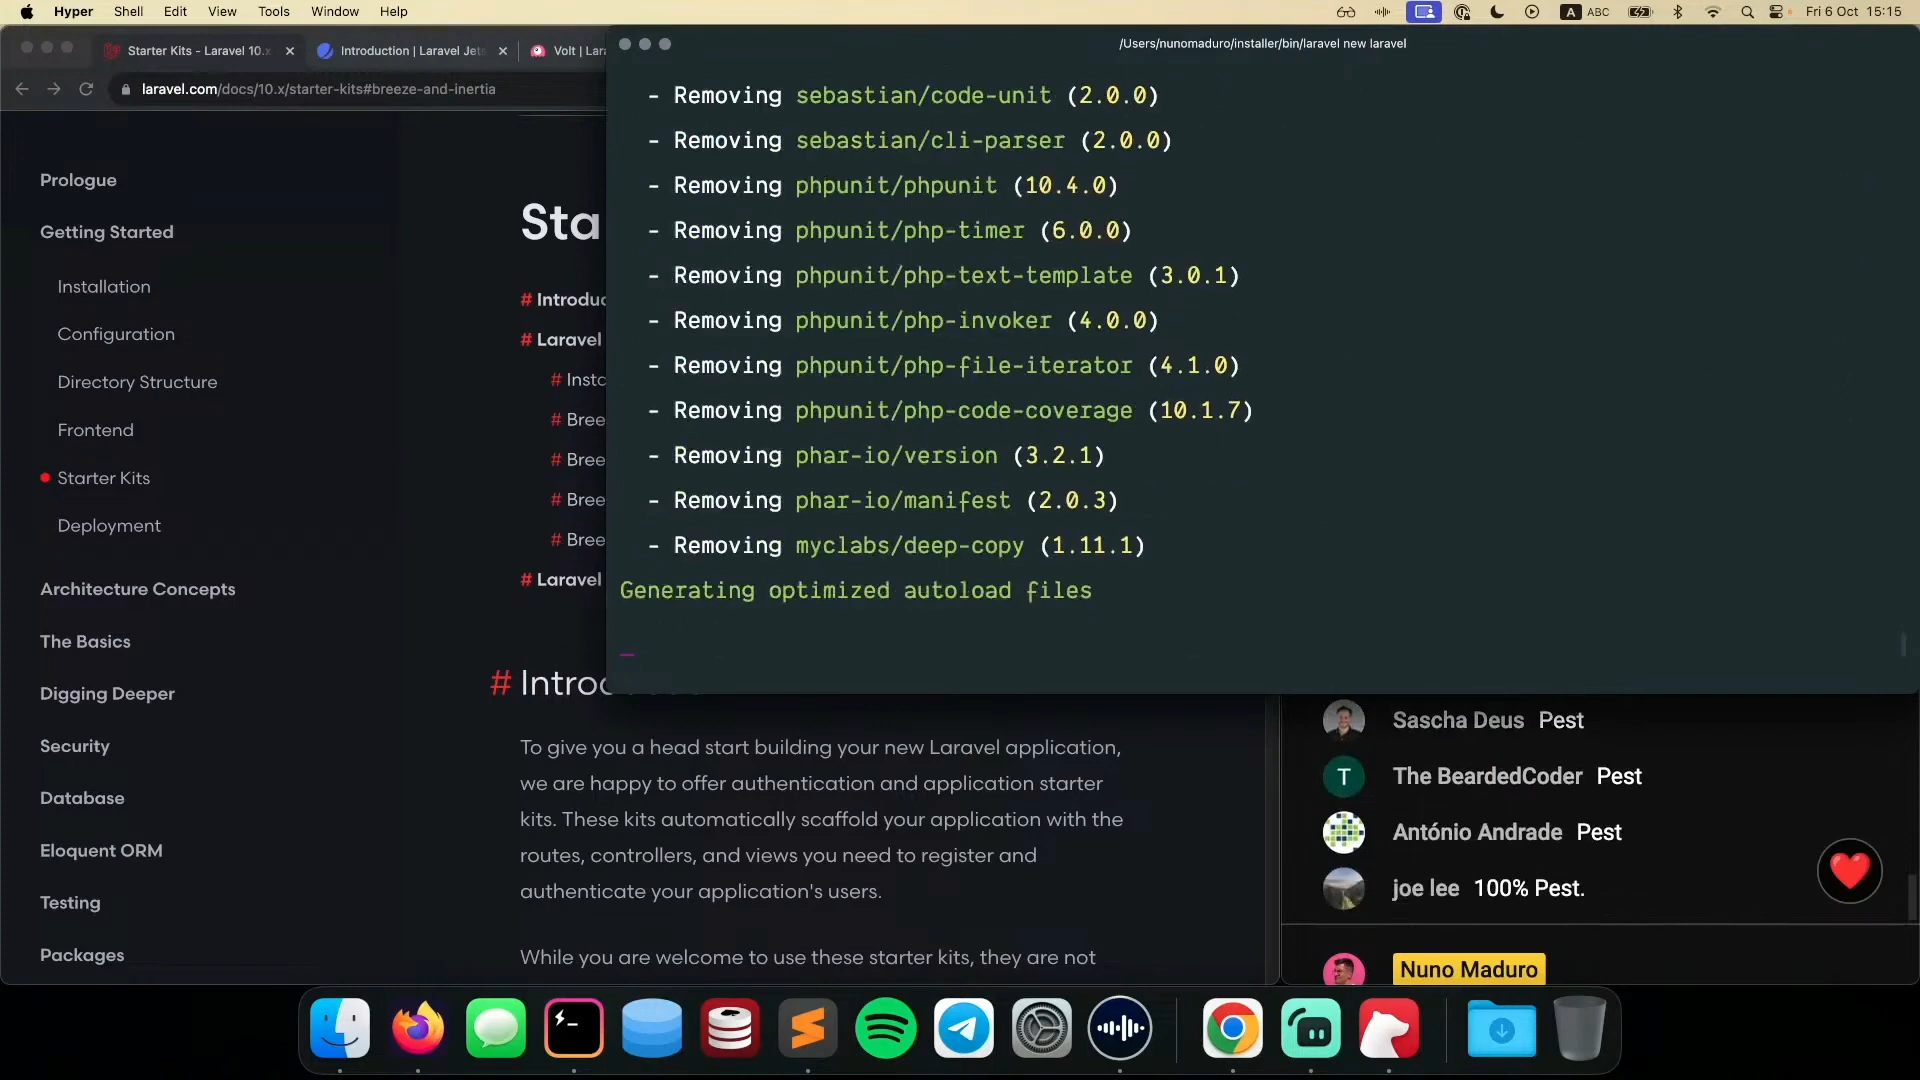 Hyper Shell Edit View Tools Window Help
A ABC Fri 6 Oct 15:15
Starter Kits - Laravel 10.x
Introduction | Laravel Jets
Volt | Lara
laravel.com/docs/10.x/starter-kits#breeze-and-inertia
/Users/nunomaduro/installer/bin/laravel new laravel
- Removing sebastian/code-unit (2.0.0)
- Removing sebastian/cli-parser (2.0.0)
- Removing phpunit/phpunit (10.4.0)
- Removing phpunit/php-timer (6.0.0)
- Removing phpunit/php-text-template (3.0.1)
- Removing phpunit/php-invoker (4.0.0)
- Removing phpunit/php-file-iterator (4.1.0)
- Removing phpunit/php-code-coverage (10.1.7)
- Removing phar-io/version (3.2.1)
- Removing phar-io/manifest (2.0.3)
- Removing myclabs/deep-copy (1.11.1)
Generating optimized autoload files
Prologue
Getting Started
Installation
Configuration
Directory Structure
Frontend
Starter Kits
Deployment
Architecture Concepts
The Basics
Digging Deeper
Security
Database
Eloquent ORM
Testing
Packages
Sta
# Introduc
# Laravel
# Insta
# Bree
# Bree
# Bree
# Bree
# Laravel
# Introd
To give you a head start building your new Laravel application,
we are happy to offer authentication and application starter
kits. These kits automatically scaffold your application with the
routes, controllers, and views you need to register and
authenticate your application's users.
While you are welcome to use these starter kits, they are not
Sascha Deus Pest
T The BeardedCoder Pest
António Andrade Pest
joe lee 100% Pest.
Nuno Maduro